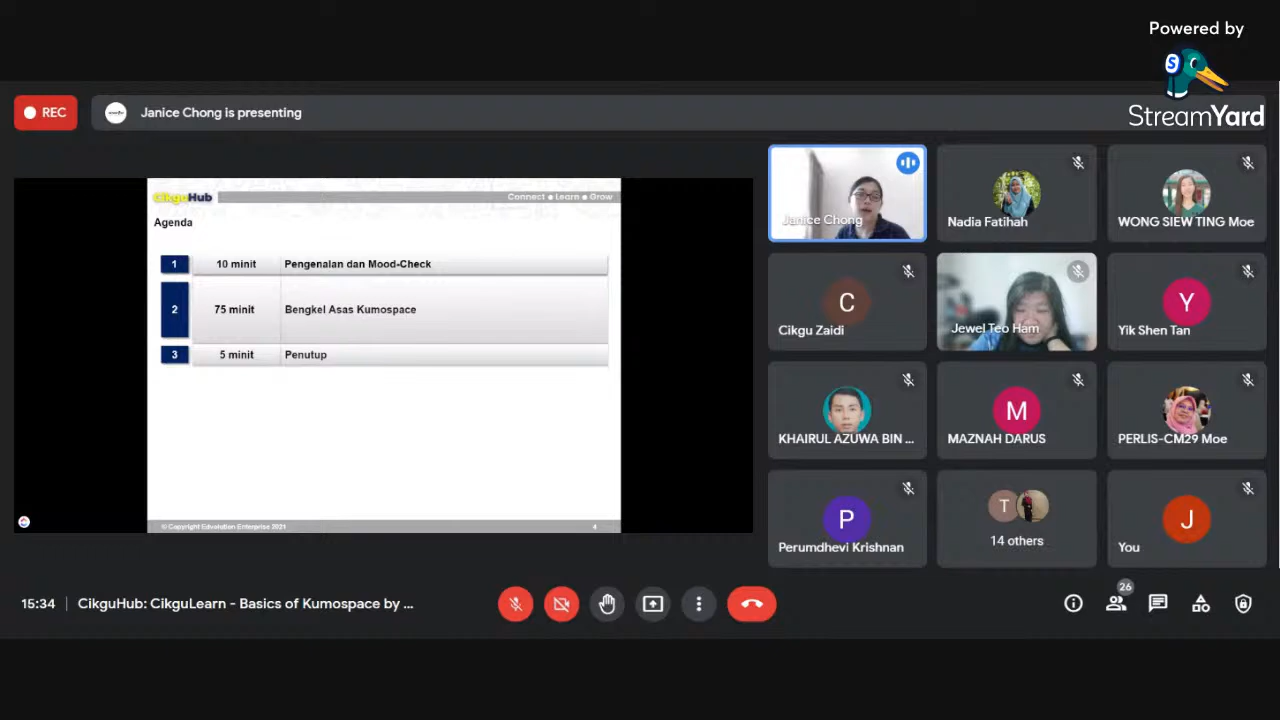 Powered by
S
StreamYard
REC
Janice Chong is presenting
CikguHub
Connect ● Learn ● Grow
Agenda
1 10 minit Pengenalan dan Mood-Check
2 75 minit Bengkel Asas Kumospace
3 5 minit Penutup
© Copyright Edvolution Enterprise 2021 4
Janice Chong
Nadia Fatihah
WONG SIEW TING Moe
C
Cikgu Zaidi
Jewel Teo Ham
Y
Yik Shen Tan
KHAIRUL AZUWA BIN ...
M
MAZNAH DARUS
PERLIS-CM29 Moe
P
Perumdhevi Krishnan
T
14 others
J
You
15:34 | CikguHub: CikguLearn - Basics of Kumospace by ...
26